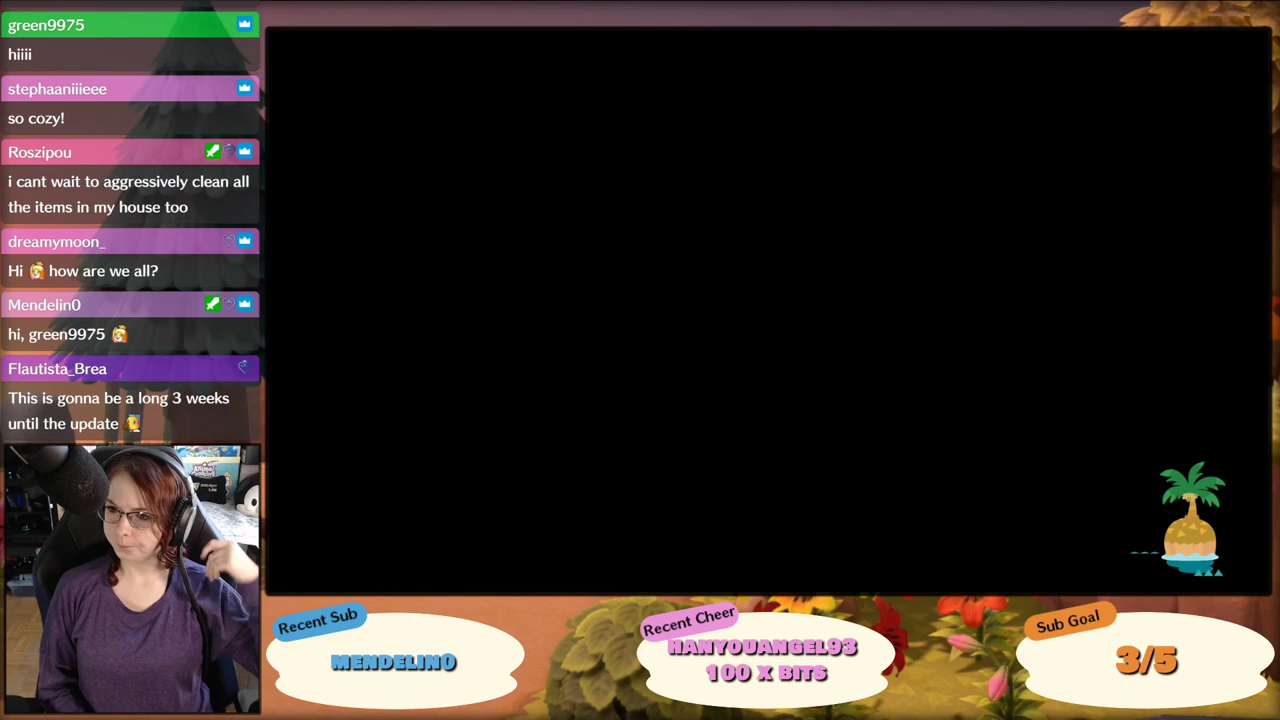 green9975
hiiii
stephaaniiieee
so cozy!
Roszipou
i cant wait to aggressively clean all
the items in my house too
dreamymoon_
Hi how are we all?
Mendelin0
hi, green9975
Flautista_Brea
This is gonna be a long 3 weeks
until the update
Recent Sub
MENDELIN0
Recent Cheer
HANYOUANGEL93
100 X BITS
Sub Goal
3/5